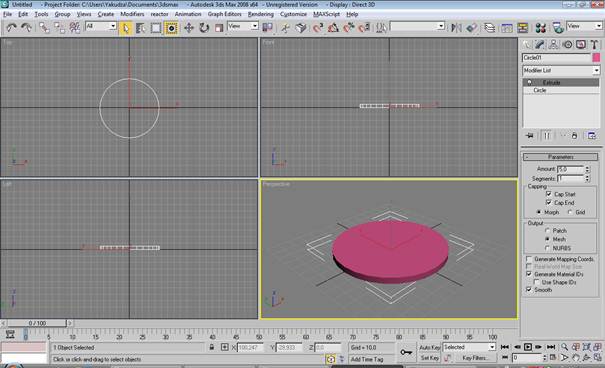 Untitled - Project Folder: C:\Users\Yakudza\Documents\3dsmax - Autodesk 3ds Max 2008 x64 - Unregistered Version - Display : Direct 3D
File Edit Tools Group Views Create Modifiers reactor Animation Graph Editors Rendering Customize MAXScript Help
All View View
Top Front
Left Perspective
Circle01
Modifier List
Extrude
Circle
Parameters
Amount: 5,0
Segments: 1
Capping
Cap Start
Cap End
Morph Grid
Output
Patch
Mesh
NURBS
Generate Mapping Coords.
Real-World Map Size
Generate Material IDs
Use Shape IDs
Smooth
0 / 100
0 5 10 15 20 25 30 35 40 45 50 55 60 65 70 75 80 85 90 95 100
1 Object Selected X: 100,247 Y: -29,933 Z: 0,0 Grid = 10,0 Auto Key Selected
Click or click-and-drag to select objects Add Time Tag Set Key Key Filters... 0